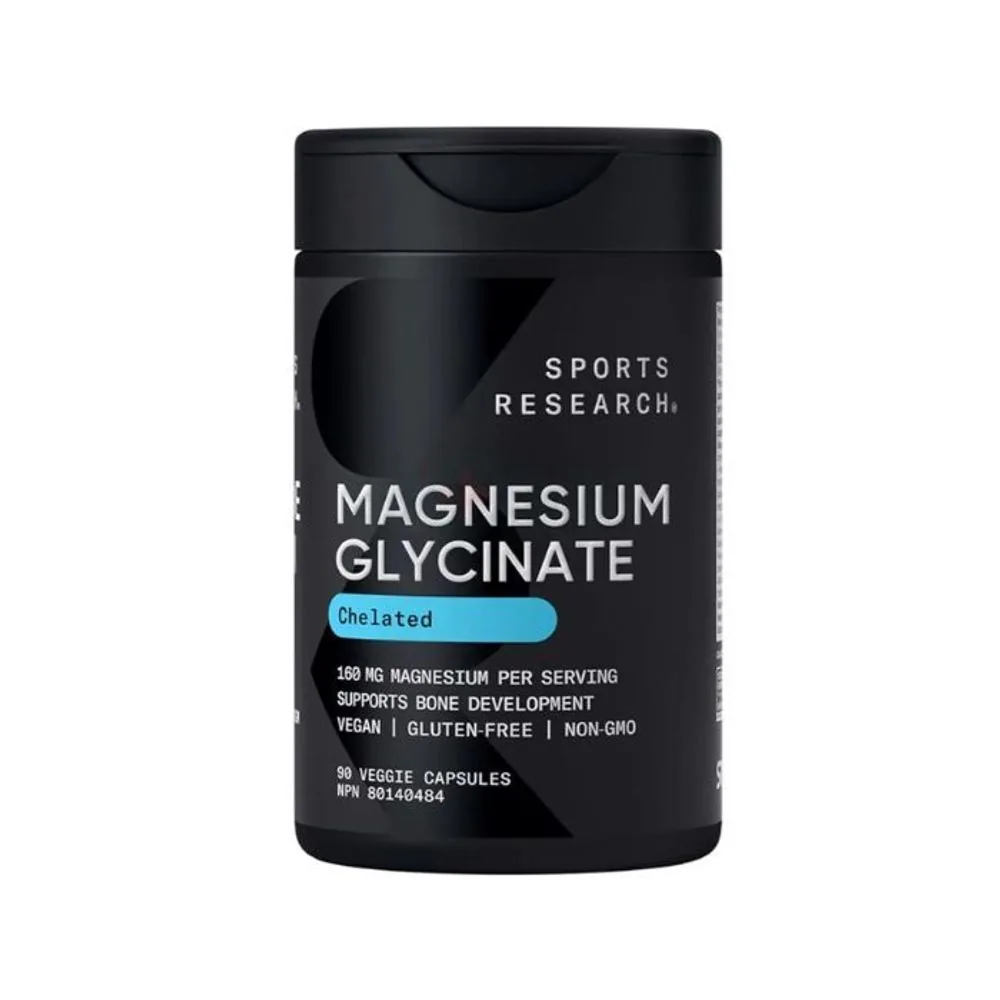 SPORTS
RESEARCH®
MAGNESIUM
GLYCINATE
Chelated
160 MG MAGNESIUM PER SERVING
SUPPORTS BONE DEVELOPMENT
VEGAN | GLUTEN-FREE | NON-GMO
90 VEGGIE CAPSULES
NPN 80140484